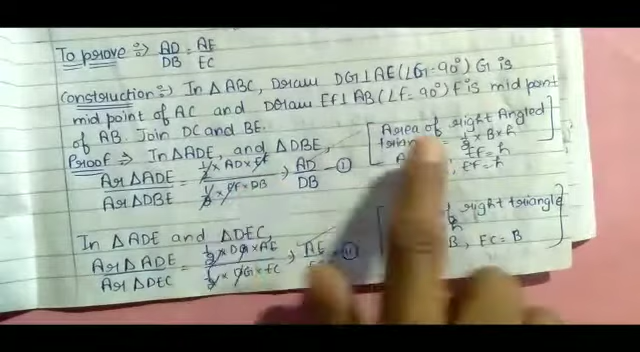 To prove :→ AD/DB = AE/EC
Construction :→ In △ABC, Draw DG⊥AE(∠G=90°) G is
mid point of AC and Draw EF⊥AB(∠F=90°) F is mid point
of AB. Join DC and BE.
Proof → In △ADE, and △DBE,
Ar △ADE / Ar △DBE = ½ × AD × EF / ½ × EF × DB ⇒ AD/DB —①
[Area of right Angled
½ × B × h
EF = h
, EF = h]
In △ADE and △DEC,
Ar △ADE / Ar △DEC = ½ × DG × AE / ½ × DG × EC ⇒ AE —⑪
[right triangle
B, EC = B]